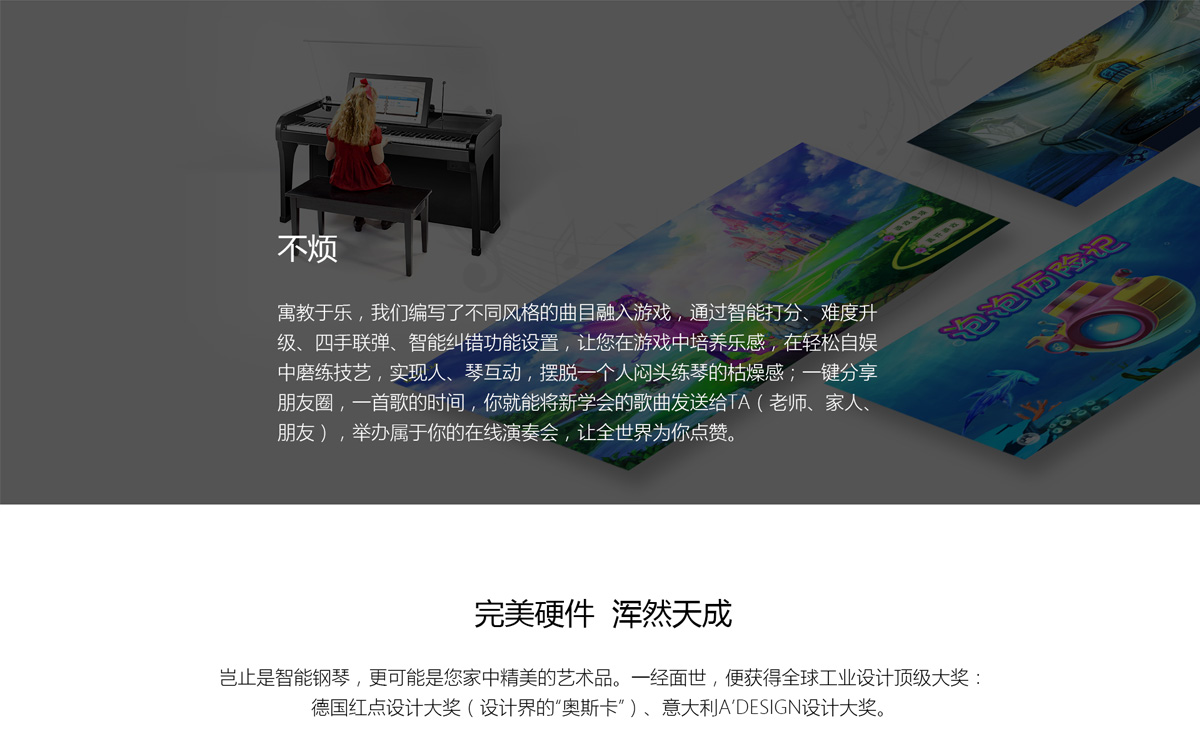 不烦
寓教于乐，我们编写了不同风格的曲目融入游戏，通过智能打分、难度升
级、四手联弹、智能纠错功能设置，让您在游戏中培养乐感，在轻松自娱
中磨练技艺，实现人、琴互动，摆脱一个人闷头练琴的枯燥感；一键分享
朋友圈，一首歌的时间，你就能将新学会的歌曲发送给TA（老师、家人、
朋友），举办属于你的在线演奏会，让全世界为你点赞。
泡泡历险记
完美硬件 浑然天成
岂止是智能钢琴，更可能是您家中精美的艺术品。一经面世，便获得全球工业设计顶级大奖：
德国红点设计大奖（设计界的“奥斯卡”）、意大利A’DESIGN设计大奖。